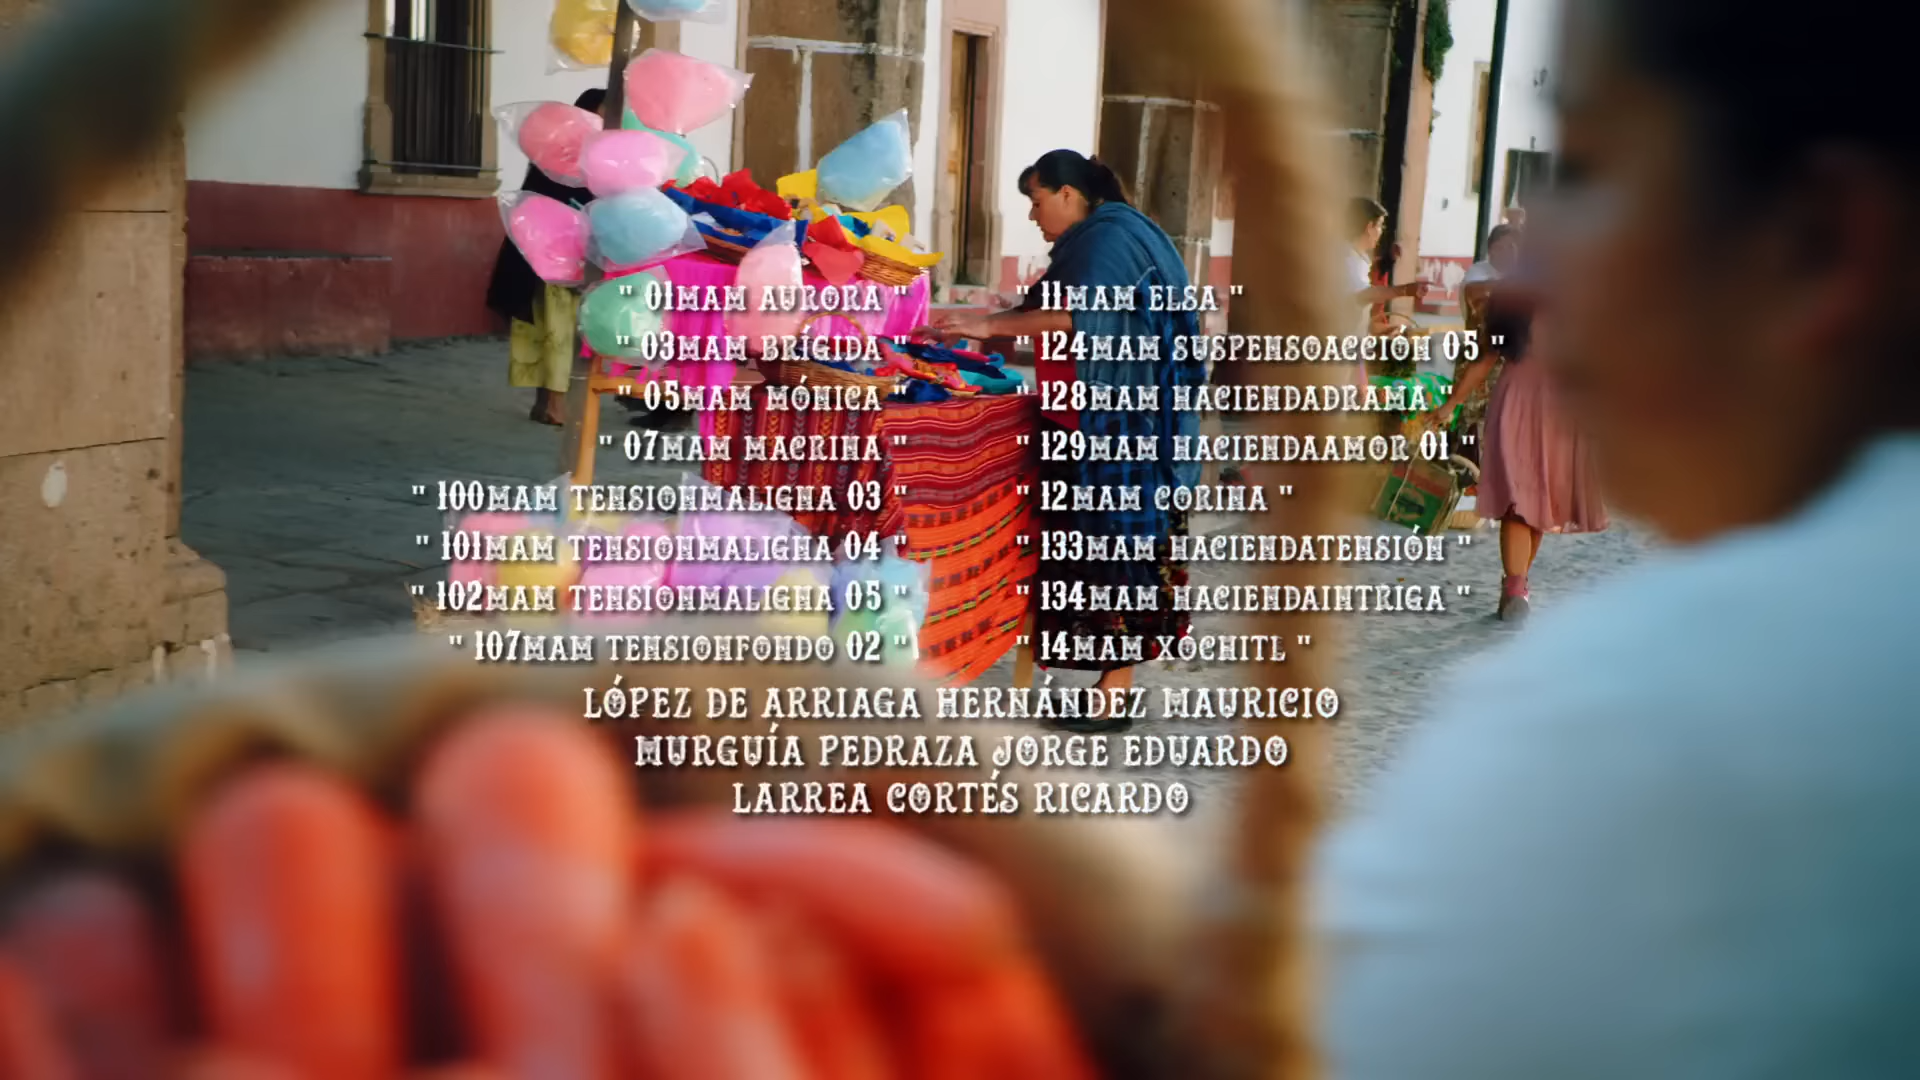 " 01MAM AURORA "
" 03MAM BRÍGIDA "
" 05MAM MÓNICA "
" 07MAM MACRINA "
" 100MAM TENSIONMALIGNA 03 "
" 101MAM TENSIONMALIGNA 04 "
" 102MAM TENSIONMALIGNA 05 "
" 107MAM TENSIONFONDO 02 "
" 11MAM ELSA "
" 124MAM SUSPENSOACCIÓN 05 "
" 128MAM HACIENDADRAMA "
" 129MAM HACIENDAAMOR 01 "
" 12MAM CORINA "
" 133MAM HACIENDATENSIÓN "
" 134MAM HACIENDAINTRIGA "
" 14MAM XÓCHITL "
LÓPEZ DE ARRIAGA HERNÁNDEZ MAURICIO
MURGUÍA PEDRAZA JORGE EDUARDO
LARREA CORTÉS RICARDO